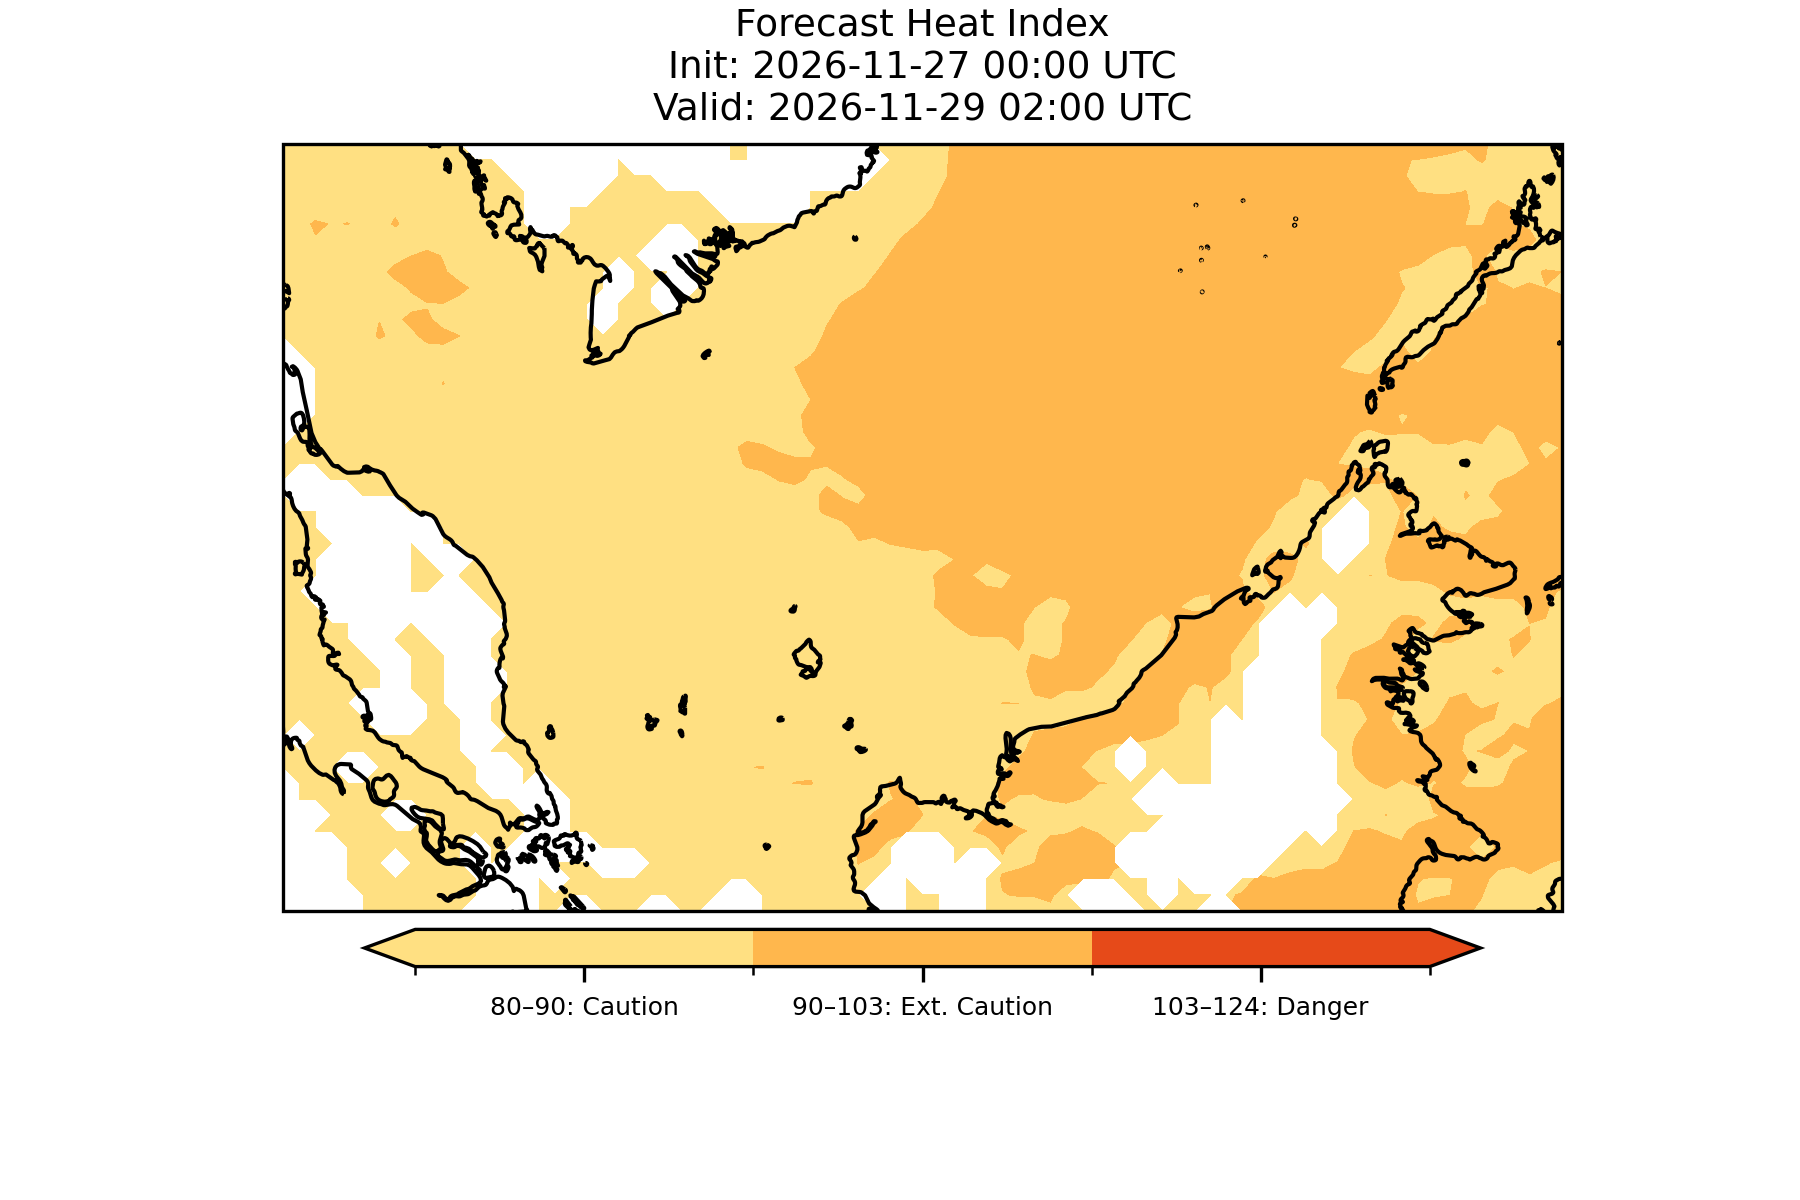 Forecast Heat Index
Init: 2026-11-27 00:00 UTC
Valid: 2026-11-29 02:00 UTC
80–90: Caution
90–103: Ext. Caution
103–124: Danger